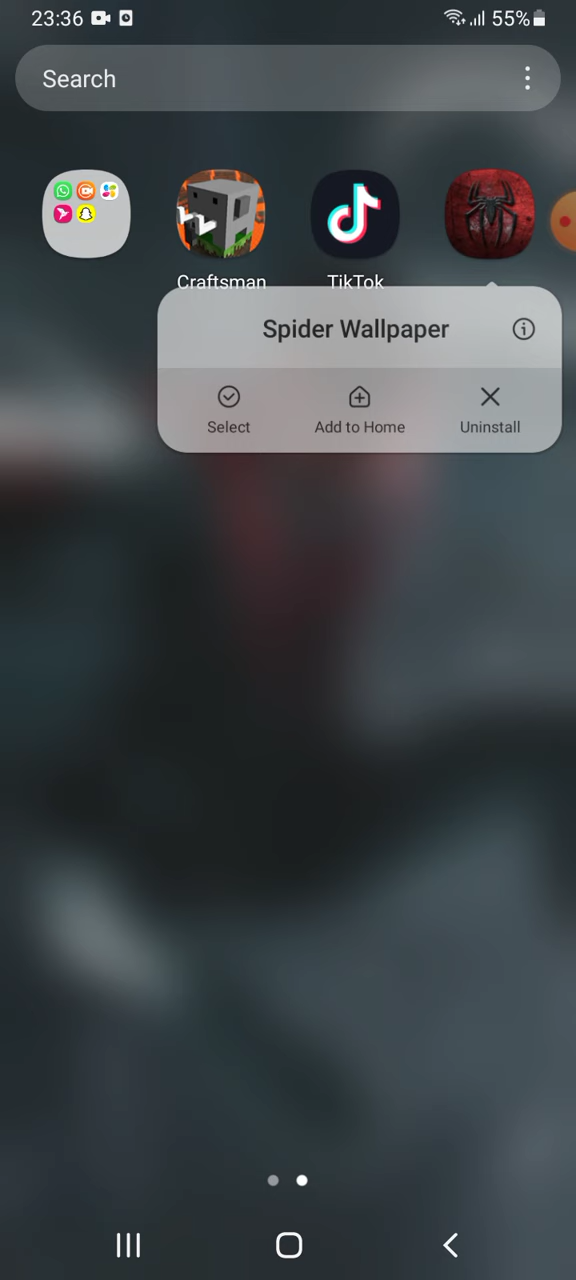 23:36 55%
Search
Craftsman TikTok
Spider Wallpaper
Select Add to Home Uninstall